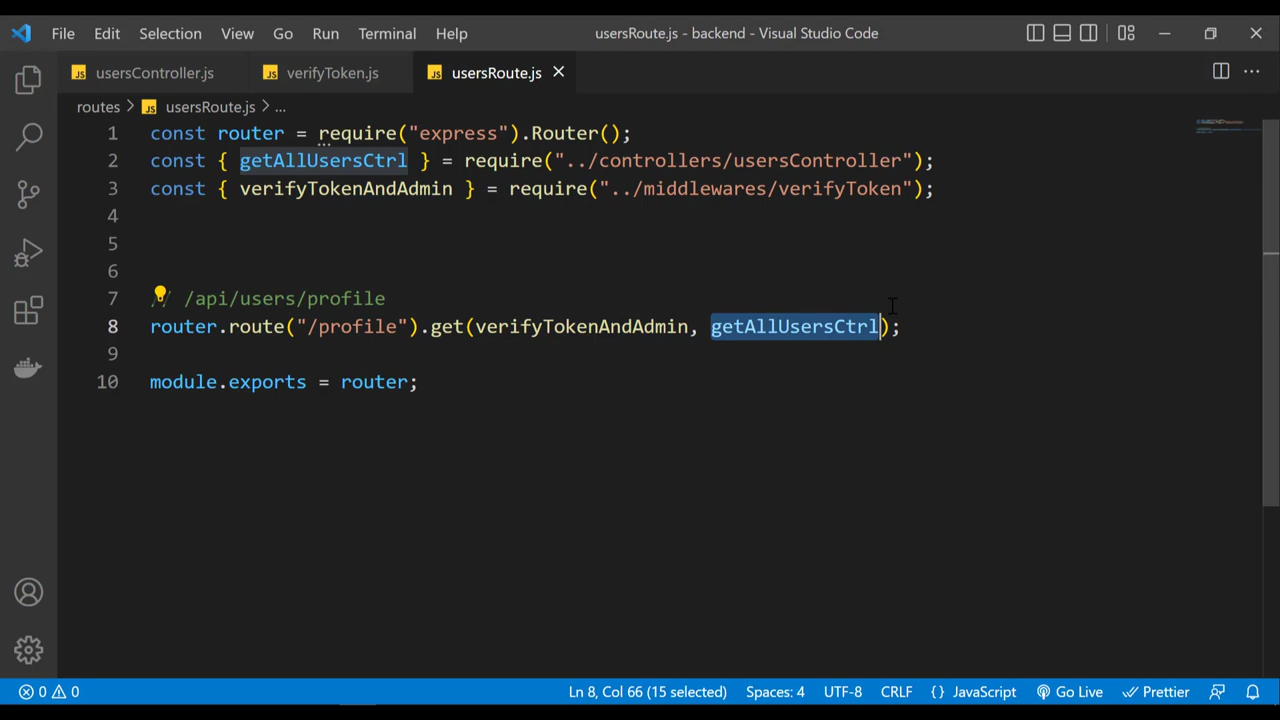 File Edit Selection View Go Run Terminal Help usersRoute.js - backend - Visual Studio Code
JS usersController.js JS verifyToken.js JS usersRoute.js
routes > JS usersRoute.js > ...
1 const router = require("express").Router();
2 const { getAllUsersCtrl } = require("../controllers/usersController");
3 const { verifyTokenAndAdmin } = require("../middlewares/verifyToken");
4
5
6
7 // /api/users/profile
8 router.route("/profile").get(verifyTokenAndAdmin, getAllUsersCtrl);
9
10 module.exports = router;
0 0 Ln 8, Col 66 (15 selected) Spaces: 4 UTF-8 CRLF {} JavaScript Go Live Prettier